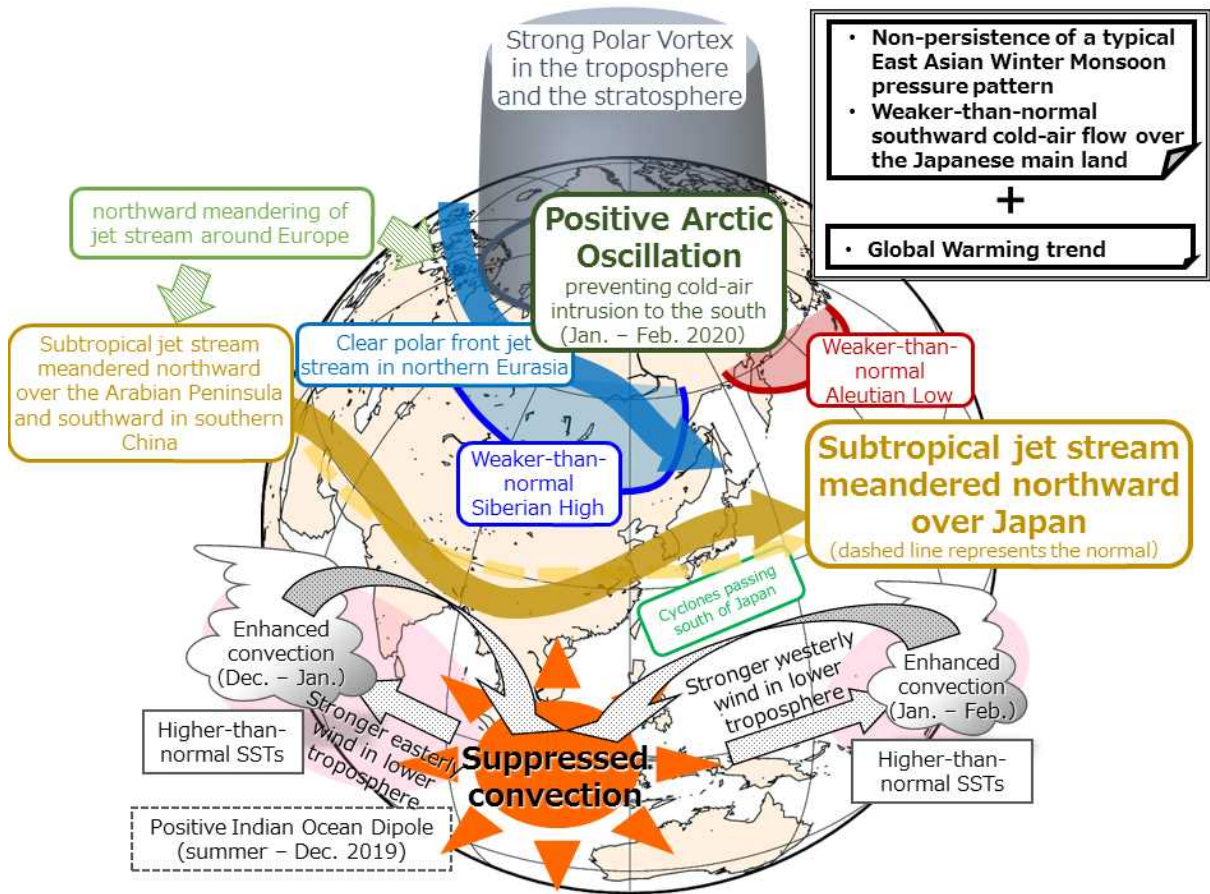 Strong Polar Vortex
in the troposphere
and the stratosphere
• Non-persistence of a typical
East Asian Winter Monsoon
pressure pattern
• Weaker-than-normal
southward cold-air flow over
the Japanese main land
+
• Global Warming trend
northward meandering of
jet stream around Europe
Positive Arctic
Oscillation
preventing cold-air
intrusion to the south
(Jan. – Feb. 2020)
Subtropical jet stream
meandered northward
over the Arabian Peninsula
and southward in southern
China
Clear polar front jet
stream in northern Eurasia
Weaker-than-
normal
Aleutian Low
Weaker-than-
normal
Siberian High
Subtropical jet stream
meandered northward
over Japan
(dashed line represents the normal)
Cyclones passing
south of Japan
Enhanced
convection
(Dec. – Jan.)
Stronger easterly
wind in lower
troposphere
Stronger westerly
wind in lower
troposphere
Enhanced
convection
(Jan. – Feb.)
Higher-than-
normal SSTs
Suppressed
convection
Higher-than-
normal SSTs
Positive Indian Ocean Dipole
(summer – Dec. 2019)